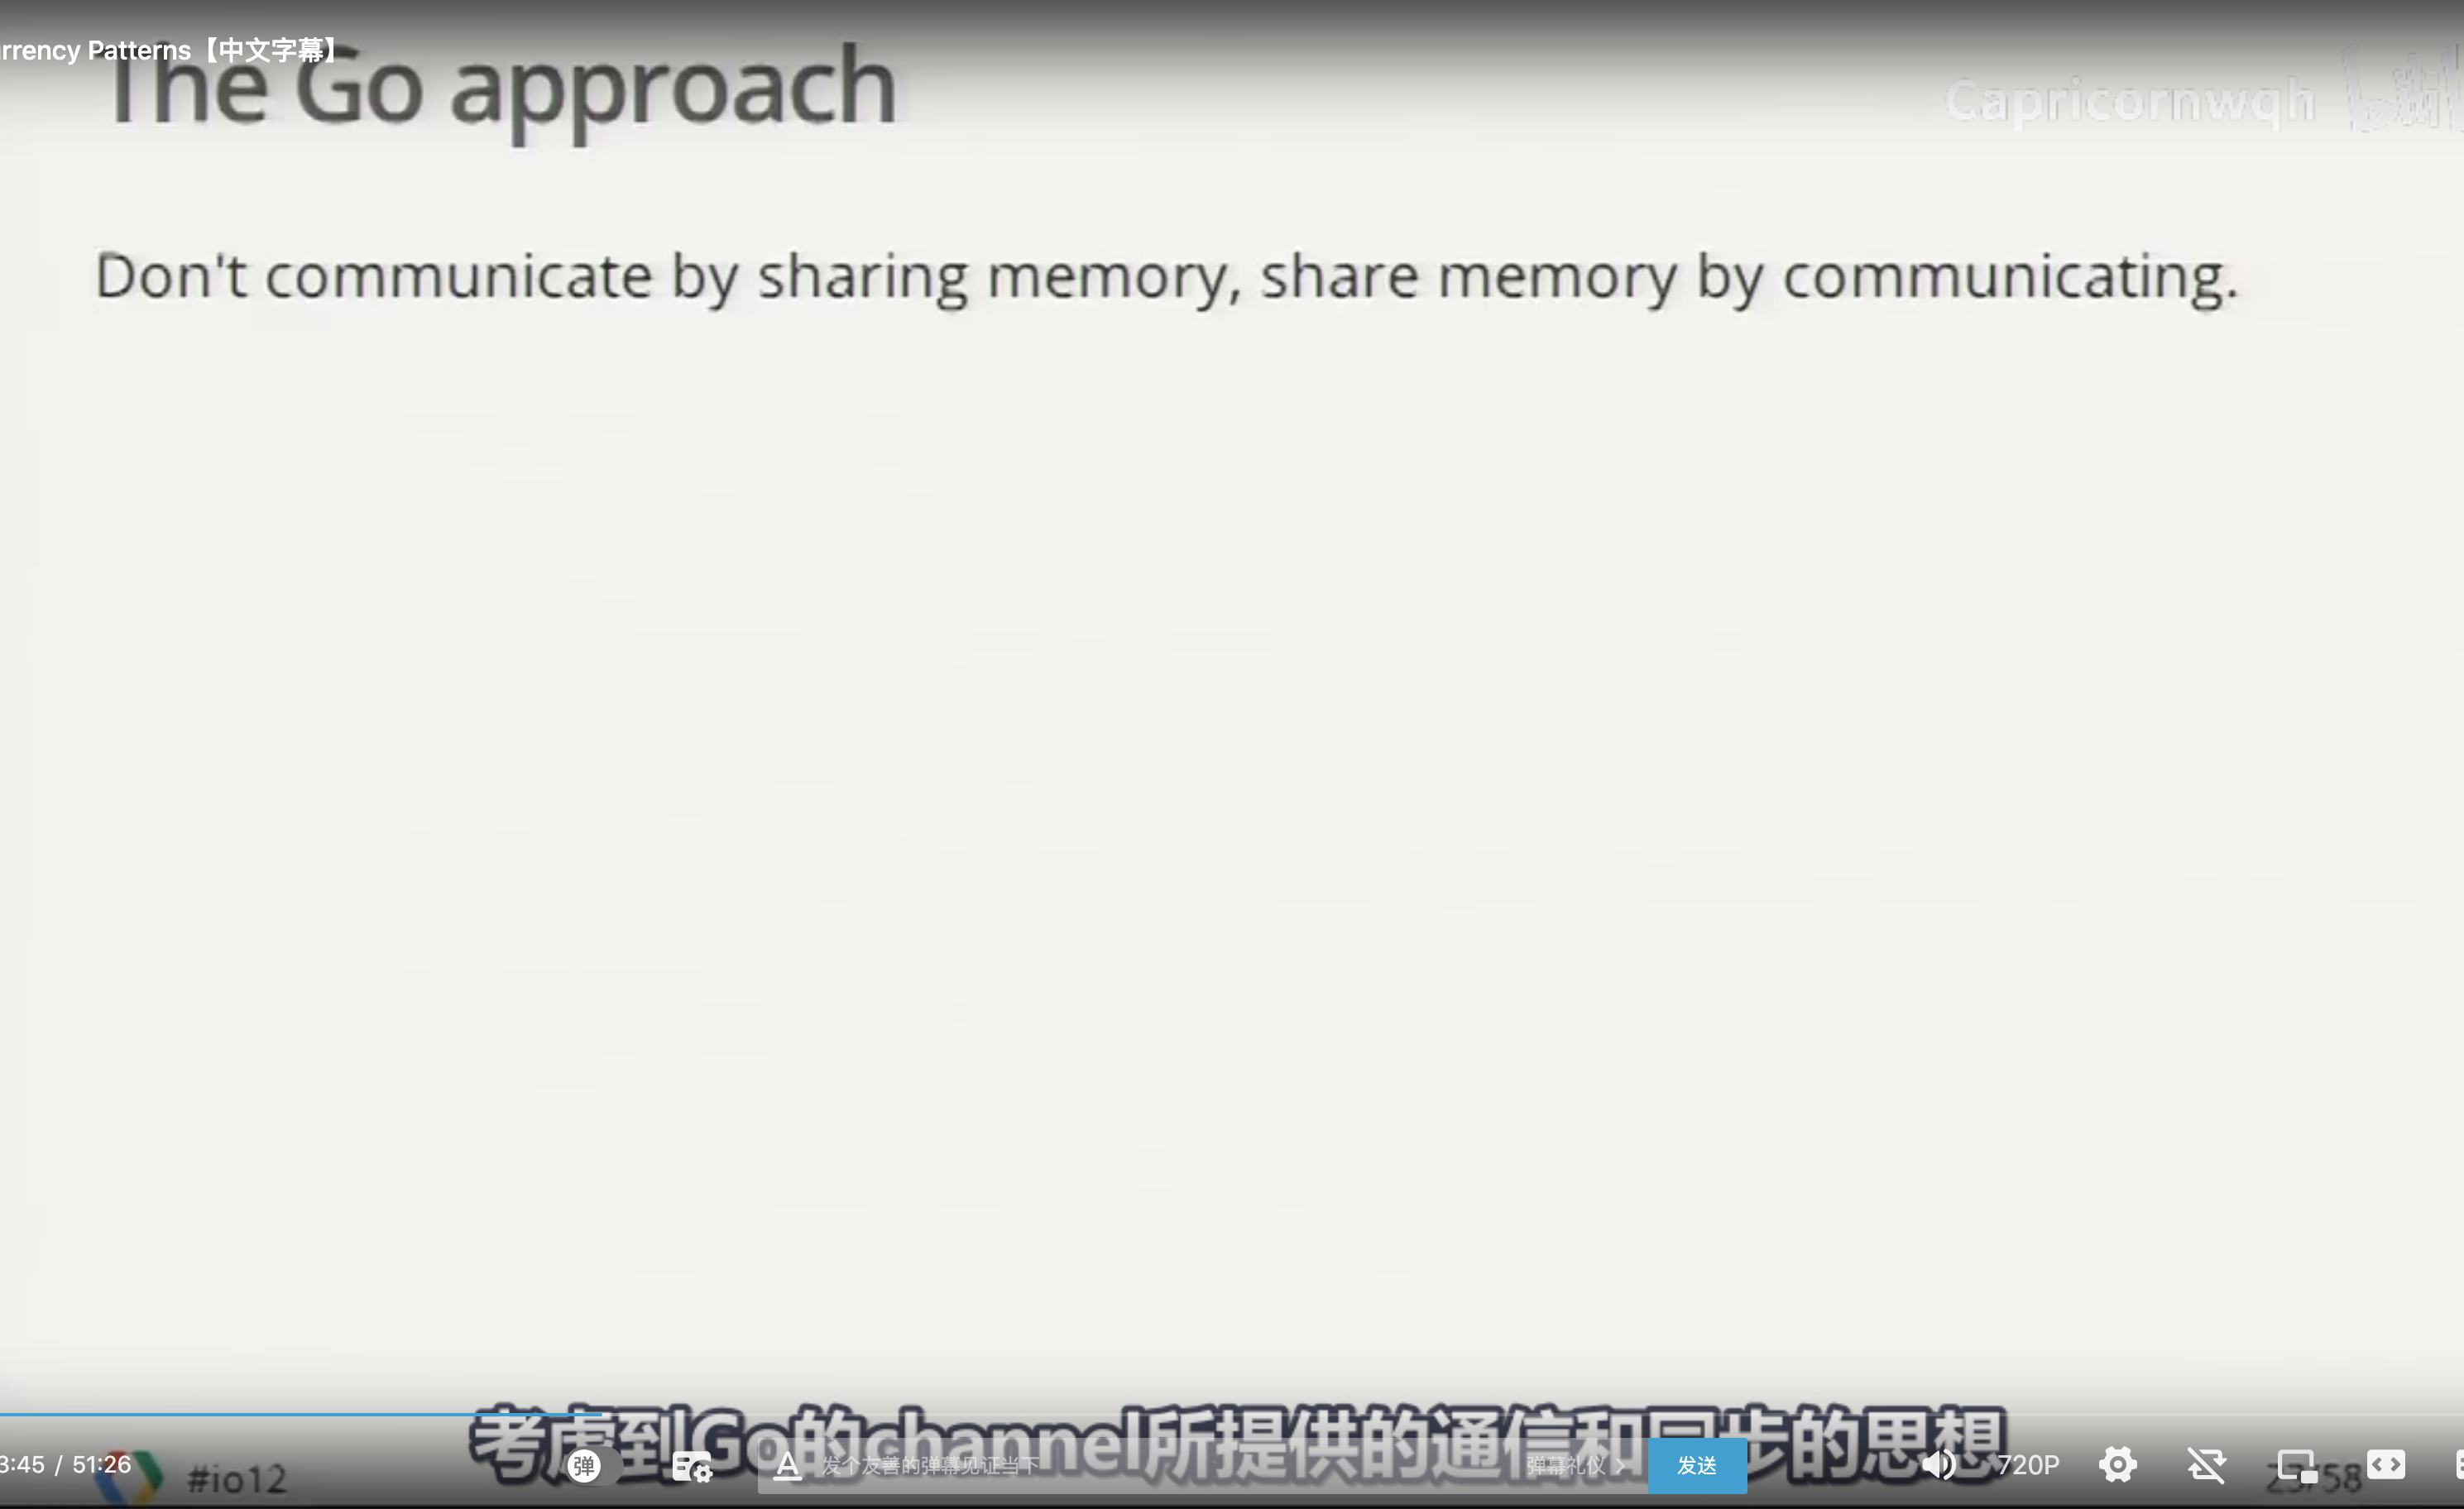 rrency Patterns【中文字幕】
The Go approach
Capricornwqh
Don't communicate by sharing memory, share memory by communicating.
考虑到Go的channel所提供的通信和同步的思想
3:45 / 51:26
弹
发个友善的弹幕见证当下
弹幕礼仪 >
发送
720P
#io12
23/58